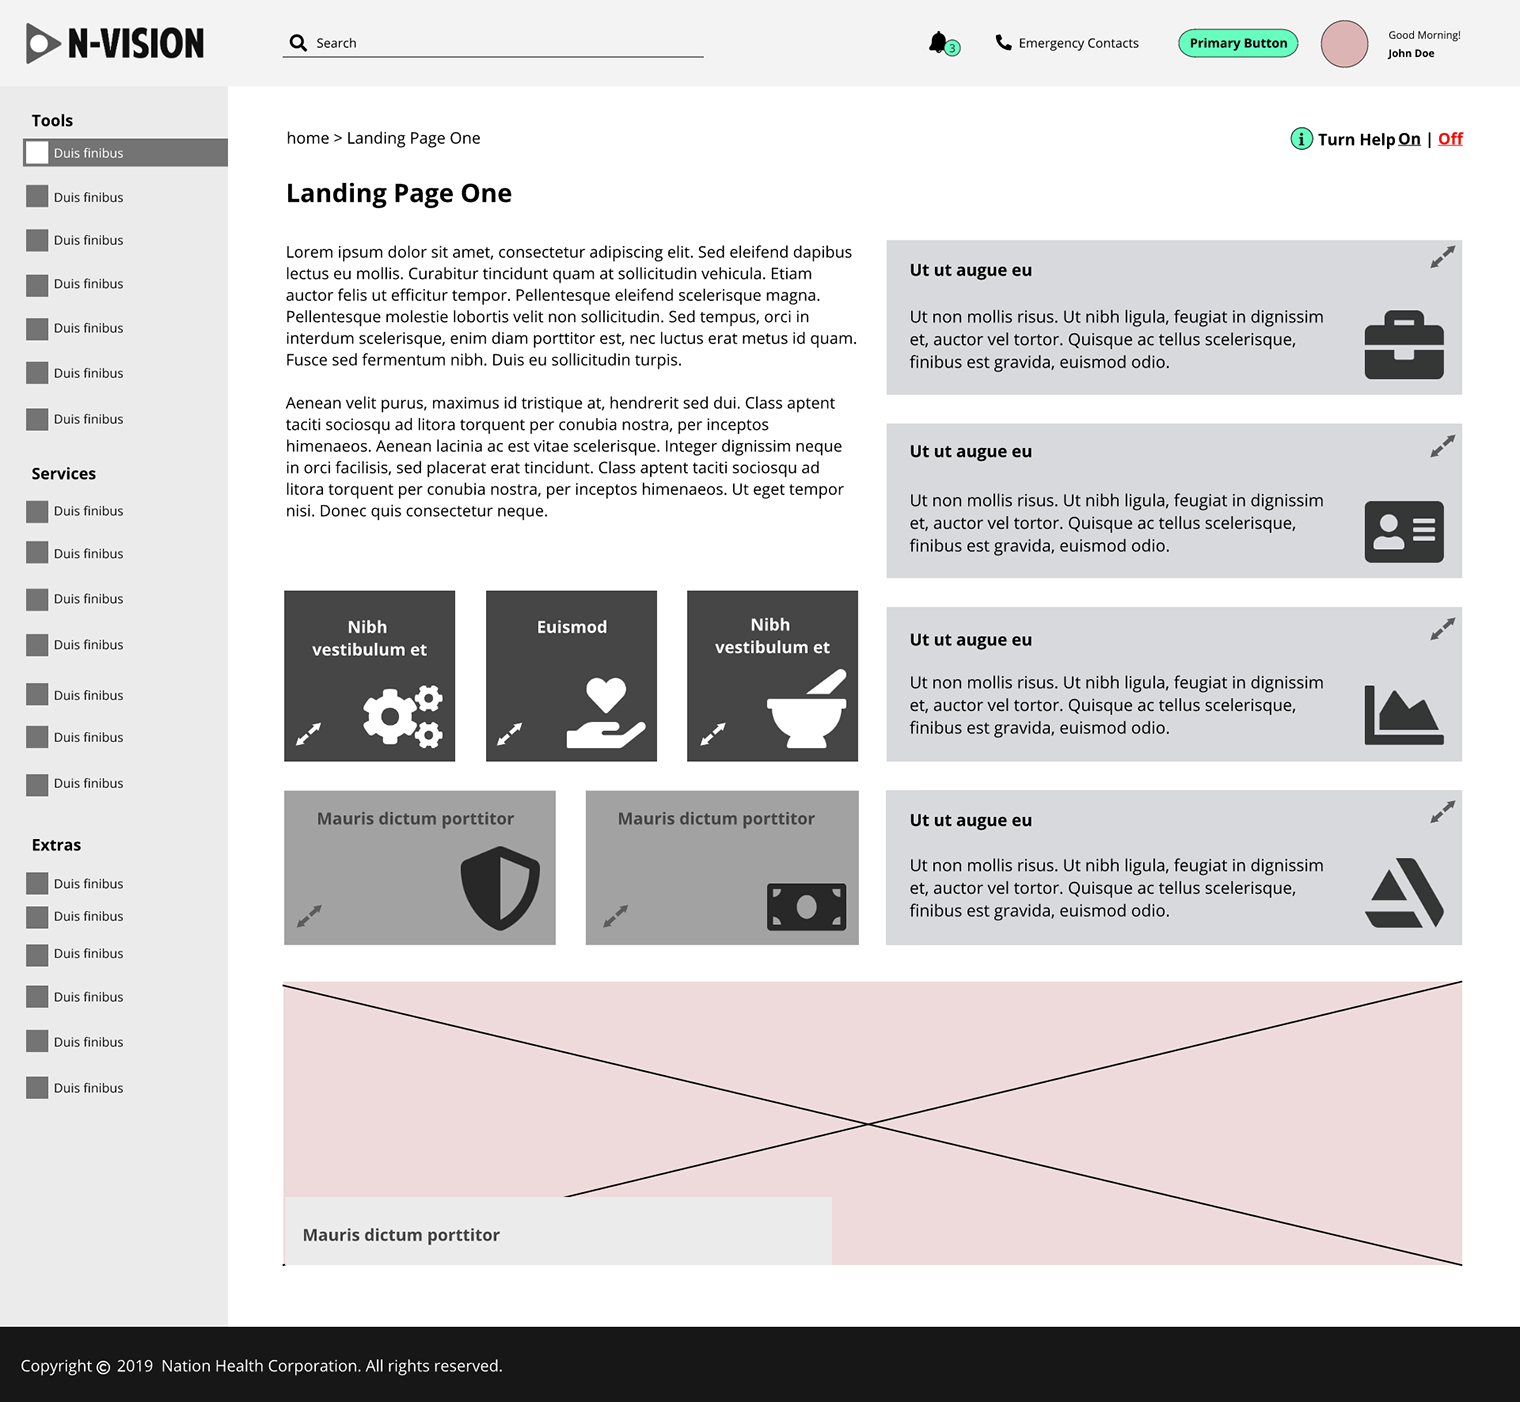 N-VISION
Search
3
Emergency Contacts
Primary Button
Good Morning!
John Doe
Tools
Duis finibus
Duis finibus
Duis finibus
Duis finibus
Duis finibus
Duis finibus
Duis finibus
Services
Duis finibus
Duis finibus
Duis finibus
Duis finibus
Duis finibus
Duis finibus
Duis finibus
Extras
Duis finibus
Duis finibus
Duis finibus
Duis finibus
Duis finibus
Duis finibus
home > Landing Page One
i Turn Help On | Off
Landing Page One
Lorem ipsum dolor sit amet, consectetur adipiscing elit. Sed eleifend dapibus
lectus eu mollis. Curabitur tincidunt quam at sollicitudin vehicula. Etiam
auctor felis ut efficitur tempor. Pellentesque eleifend scelerisque magna.
Pellentesque molestie lobortis velit non sollicitudin. Sed tempus, orci in
interdum scelerisque, enim diam porttitor est, nec luctus erat metus id quam.
Fusce sed fermentum nibh. Duis eu sollicitudin turpis.
Aenean velit purus, maximus id tristique at, hendrerit sed dui. Class aptent
taciti sociosqu ad litora torquent per conubia nostra, per inceptos
himenaeos. Aenean lacinia ac est vitae scelerisque. Integer dignissim neque
in orci facilisis, sed placerat erat tincidunt. Class aptent taciti sociosqu ad
litora torquent per conubia nostra, per inceptos himenaeos. Ut eget tempor
nisi. Donec quis consectetur neque.
Nibh
vestibulum et
Euismod
Nibh
vestibulum et
Mauris dictum porttitor
Mauris dictum porttitor
Ut ut augue eu
Ut non mollis risus. Ut nibh ligula, feugiat in dignissim
et, auctor vel tortor. Quisque ac tellus scelerisque,
finibus est gravida, euismod odio.
Ut ut augue eu
Ut non mollis risus. Ut nibh ligula, feugiat in dignissim
et, auctor vel tortor. Quisque ac tellus scelerisque,
finibus est gravida, euismod odio.
Ut ut augue eu
Ut non mollis risus. Ut nibh ligula, feugiat in dignissim
et, auctor vel tortor. Quisque ac tellus scelerisque,
finibus est gravida, euismod odio.
Ut ut augue eu
Ut non mollis risus. Ut nibh ligula, feugiat in dignissim
et, auctor vel tortor. Quisque ac tellus scelerisque,
finibus est gravida, euismod odio.
Mauris dictum porttitor
Copyright © 2019 Nation Health Corporation. All rights reserved.